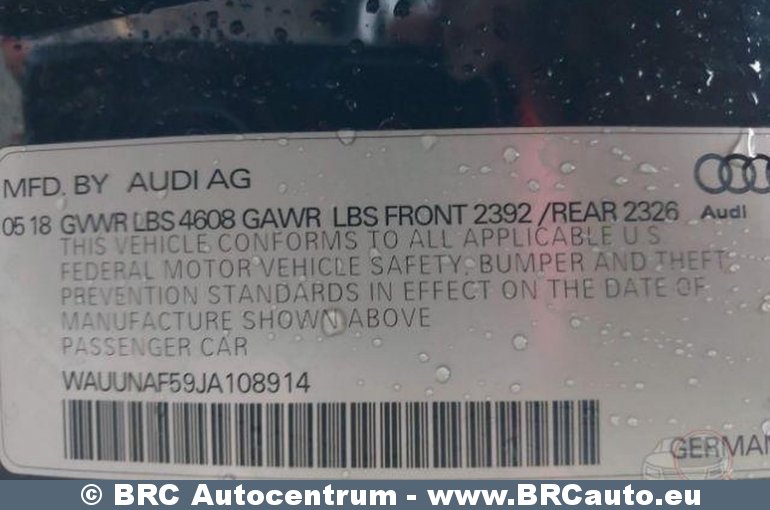 MFD. BY AUDI AG
05 18 GVWR LBS 4608 GAWR LBS FRONT 2392 /REAR 2326
Audi
THIS VEHICLE CONFORMS TO ALL APPLICABLE U.S.
FEDERAL MOTOR VEHICLE SAFETY, BUMPER AND THEFT
PREVENTION STANDARDS IN EFFECT ON THE DATE OF
MANUFACTURE SHOWN ABOVE
PASSENGER CAR
WAUUNAF59JA108914
GERMAN
© BRC Autocentrum - www.BRCauto.eu